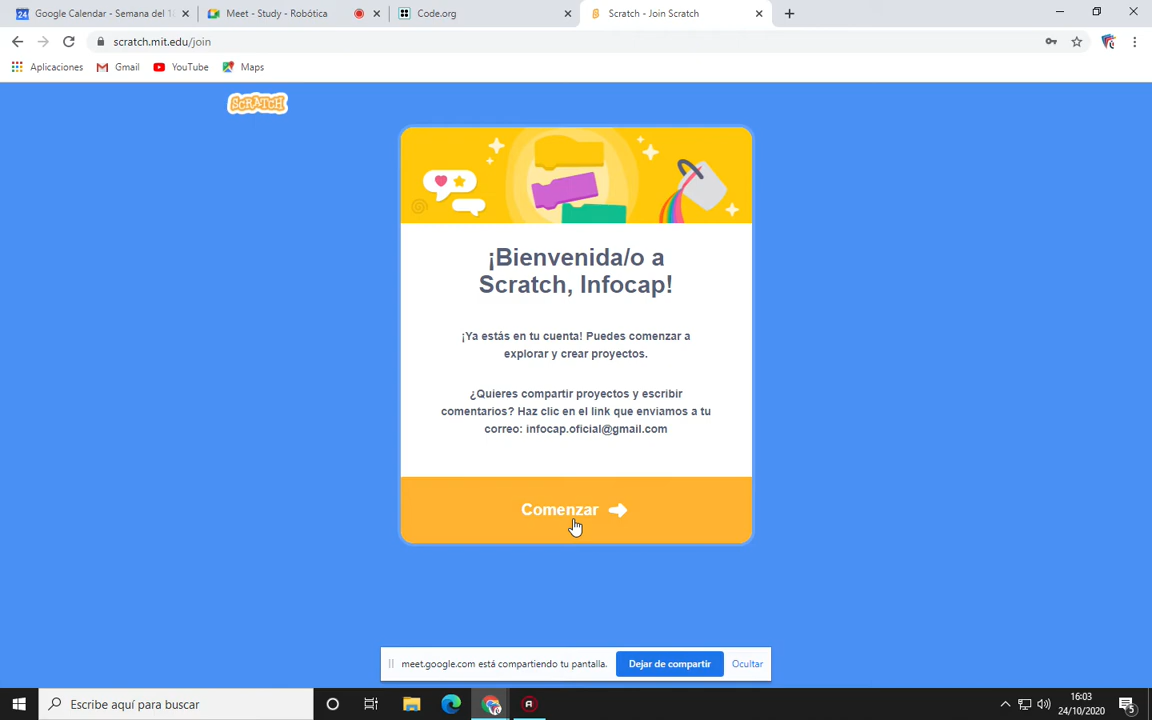 Google Calendar - Semana del 1
Meet - Study - Robótica
Code.org
Scratch - Join Scratch
scratch.mit.edu/join
Aplicaciones
Gmail
YouTube
Maps
SCRATCH
¡Bienvenida/o a
Scratch, Infocap!
¡Ya estás en tu cuenta! Puedes comenzar a
explorar y crear proyectos.
¿Quieres compartir proyectos y escribir
comentarios? Haz clic en el link que enviamos a tu
correo: infocap.oficial@gmail.com
Comenzar
meet.google.com está compartiendo tu pantalla.
Dejar de compartir
Ocultar
Escribe aquí para buscar
16:03
24/10/2020
5